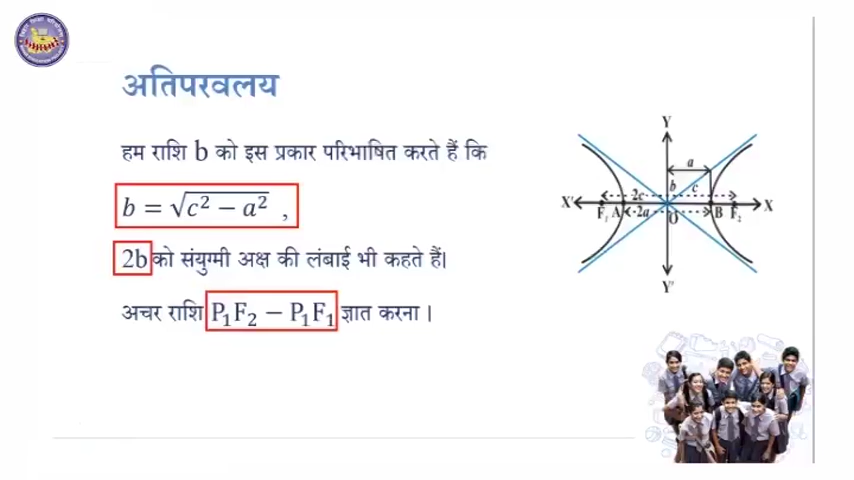 अतिपरवलय
हम राशि b को इस प्रकार परिभाषित करते हैं कि
b = √c² − a² ,
2b को संयुग्मी अक्ष की लंबाई भी कहते हैं।
अचर राशि P₁F₂ − P₁F₁ ज्ञात करना ।
Y
a
b c
2c
X' X
F₁ A 2a O B F₂
Y'